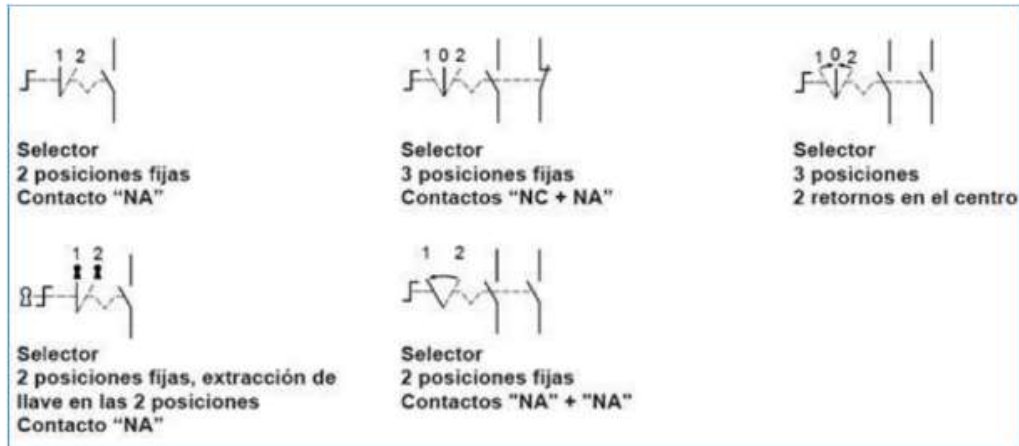 1 2
Selector
2 posiciones fijas
Contacto “NA”
1 0 2
Selector
3 posiciones fijas
Contactos “NC + NA”
1 0 2
Selector
3 posiciones
2 retornos en el centro
1 2
Selector
2 posiciones fijas, extracción de
llave en las 2 posiciones
Contacto “NA”
1 2
Selector
2 posiciones fijas
Contactos "NA" + "NA"